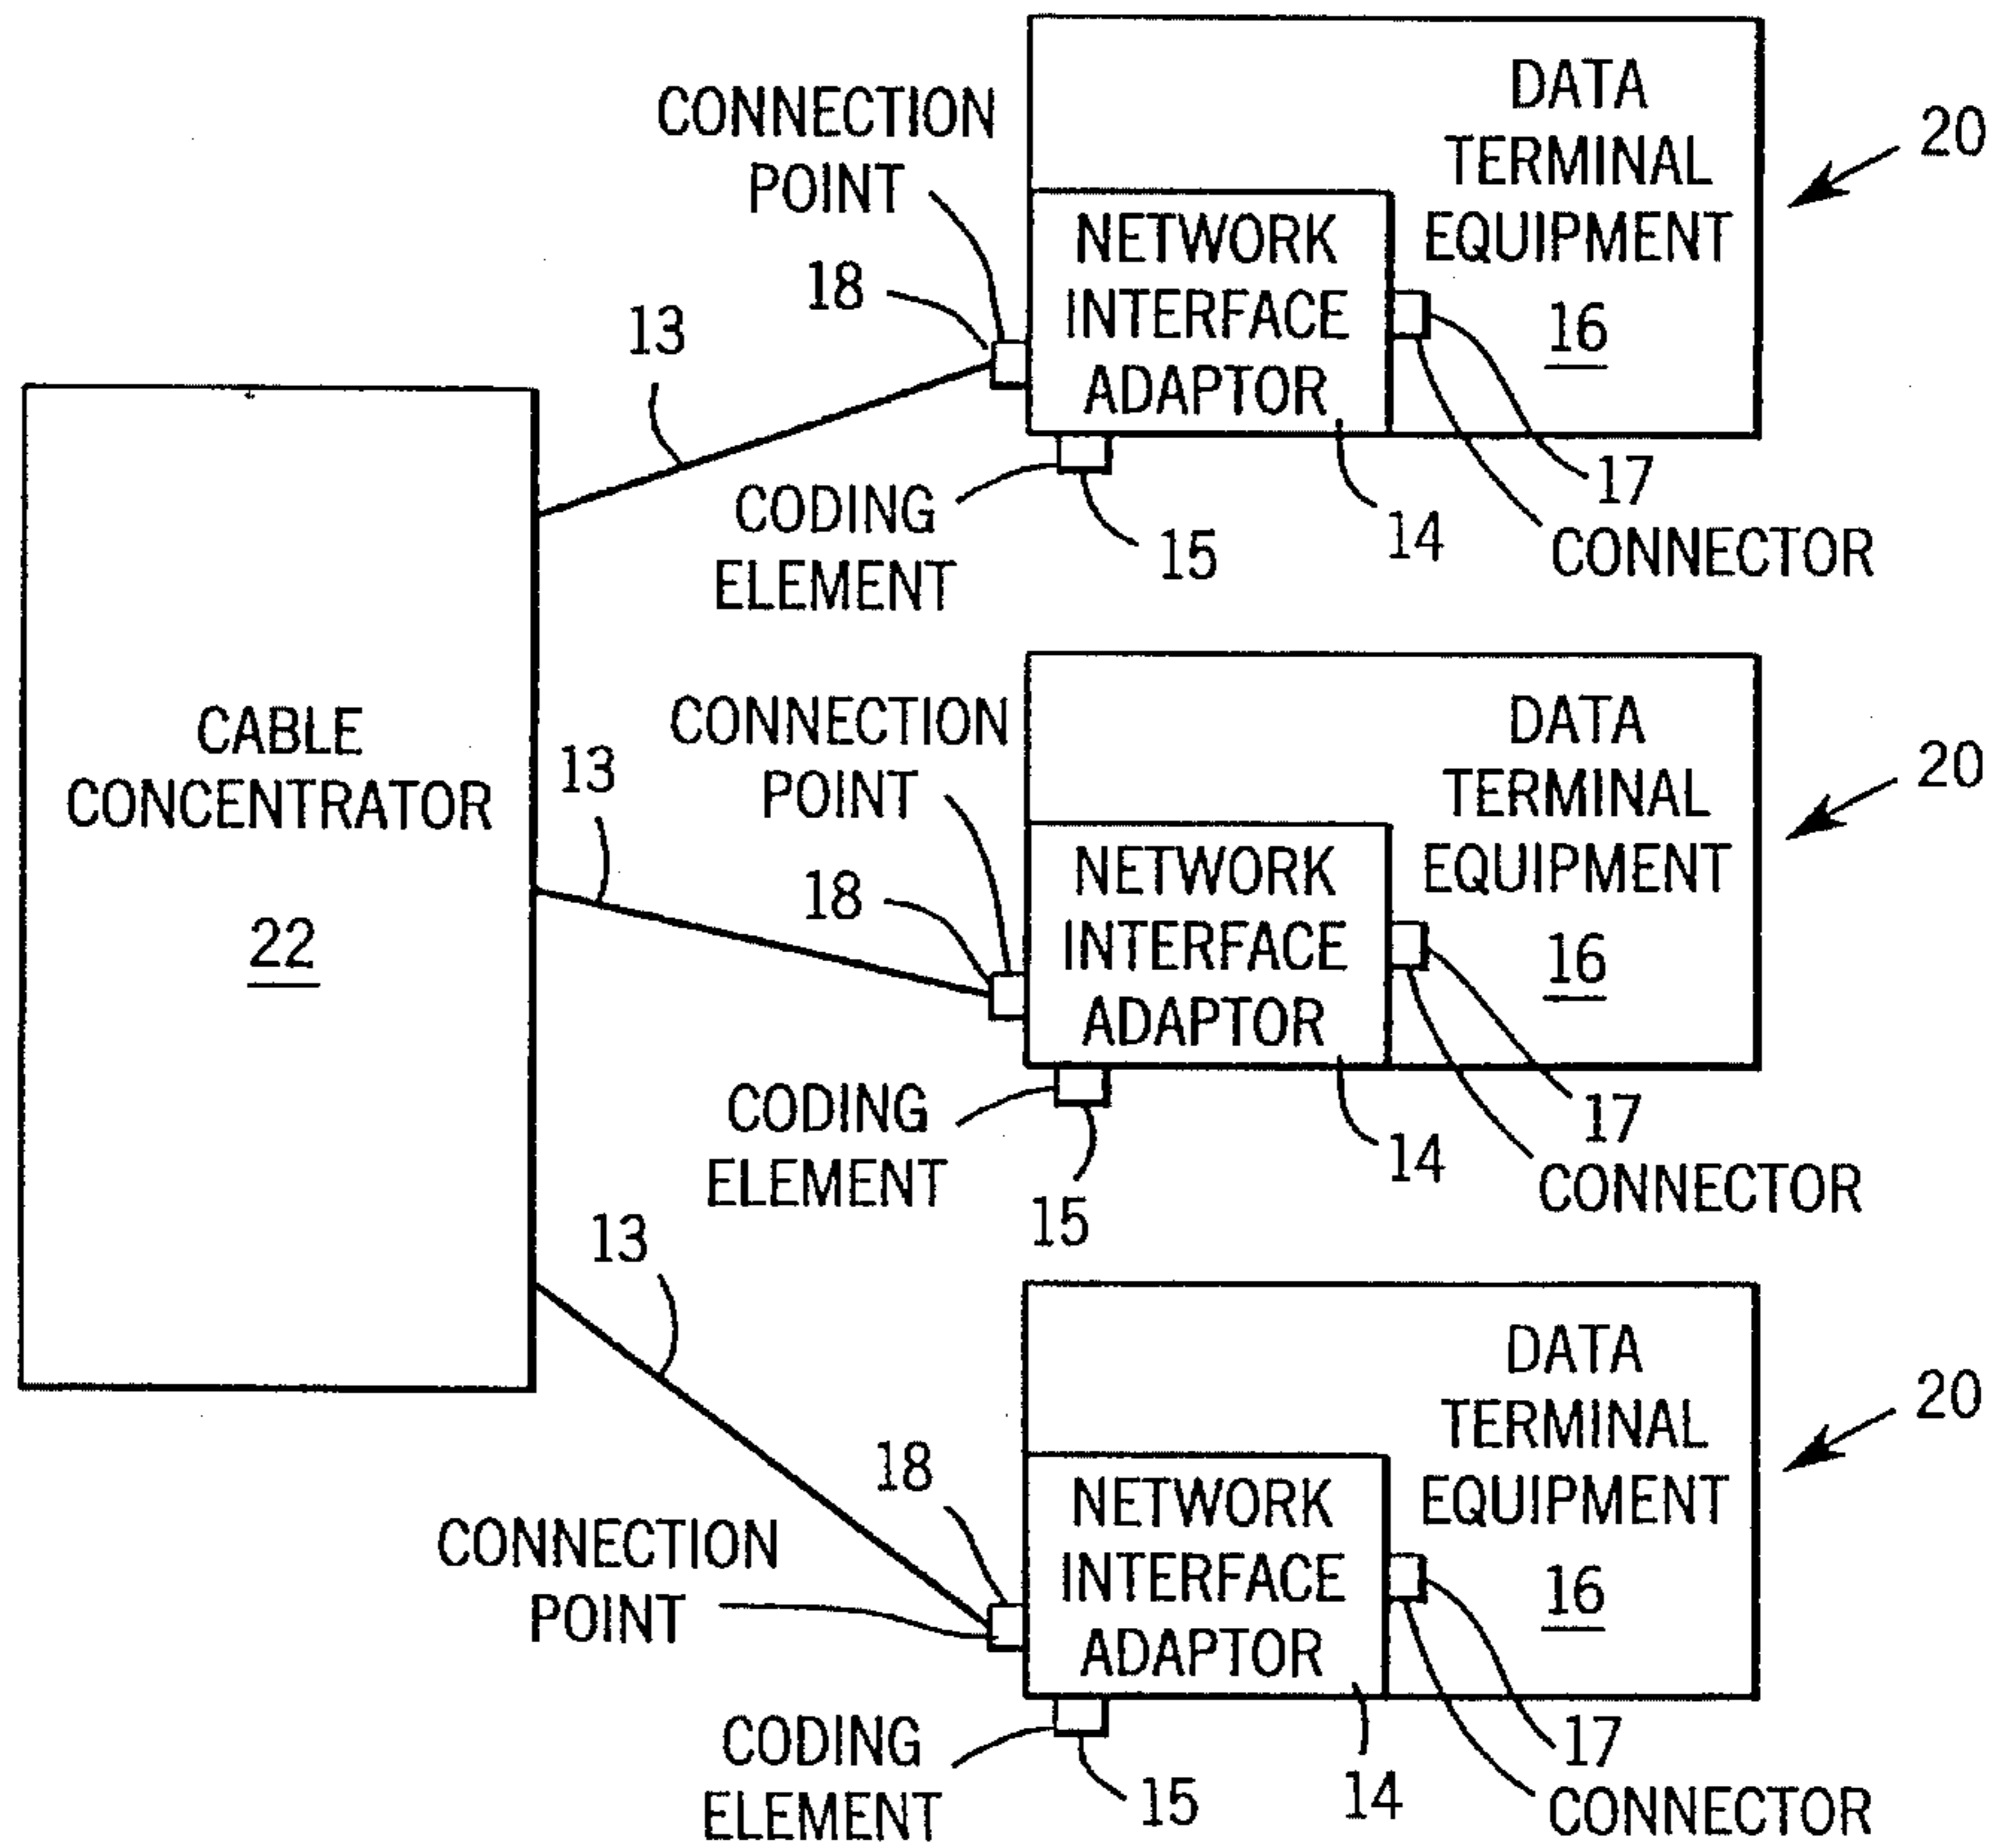 DATA
TERMINAL
EQUIPMENT
16
20
CONNECTION
POINT
18
NETWORK
INTERFACE
ADAPTOR
13
17
CONNECTOR
14
CODING
ELEMENT
15
CABLE
CONCENTRATOR
22
DATA
TERMINAL
EQUIPMENT
16
20
CONNECTION
POINT
18
NETWORK
INTERFACE
ADAPTOR
13
17
CONNECTOR
14
CODING
ELEMENT
15
DATA
TERMINAL
EQUIPMENT
16
20
13
18
CONNECTION
POINT
NETWORK
INTERFACE
ADAPTOR
17
CONNECTOR
14
CODING
ELEMENT
15